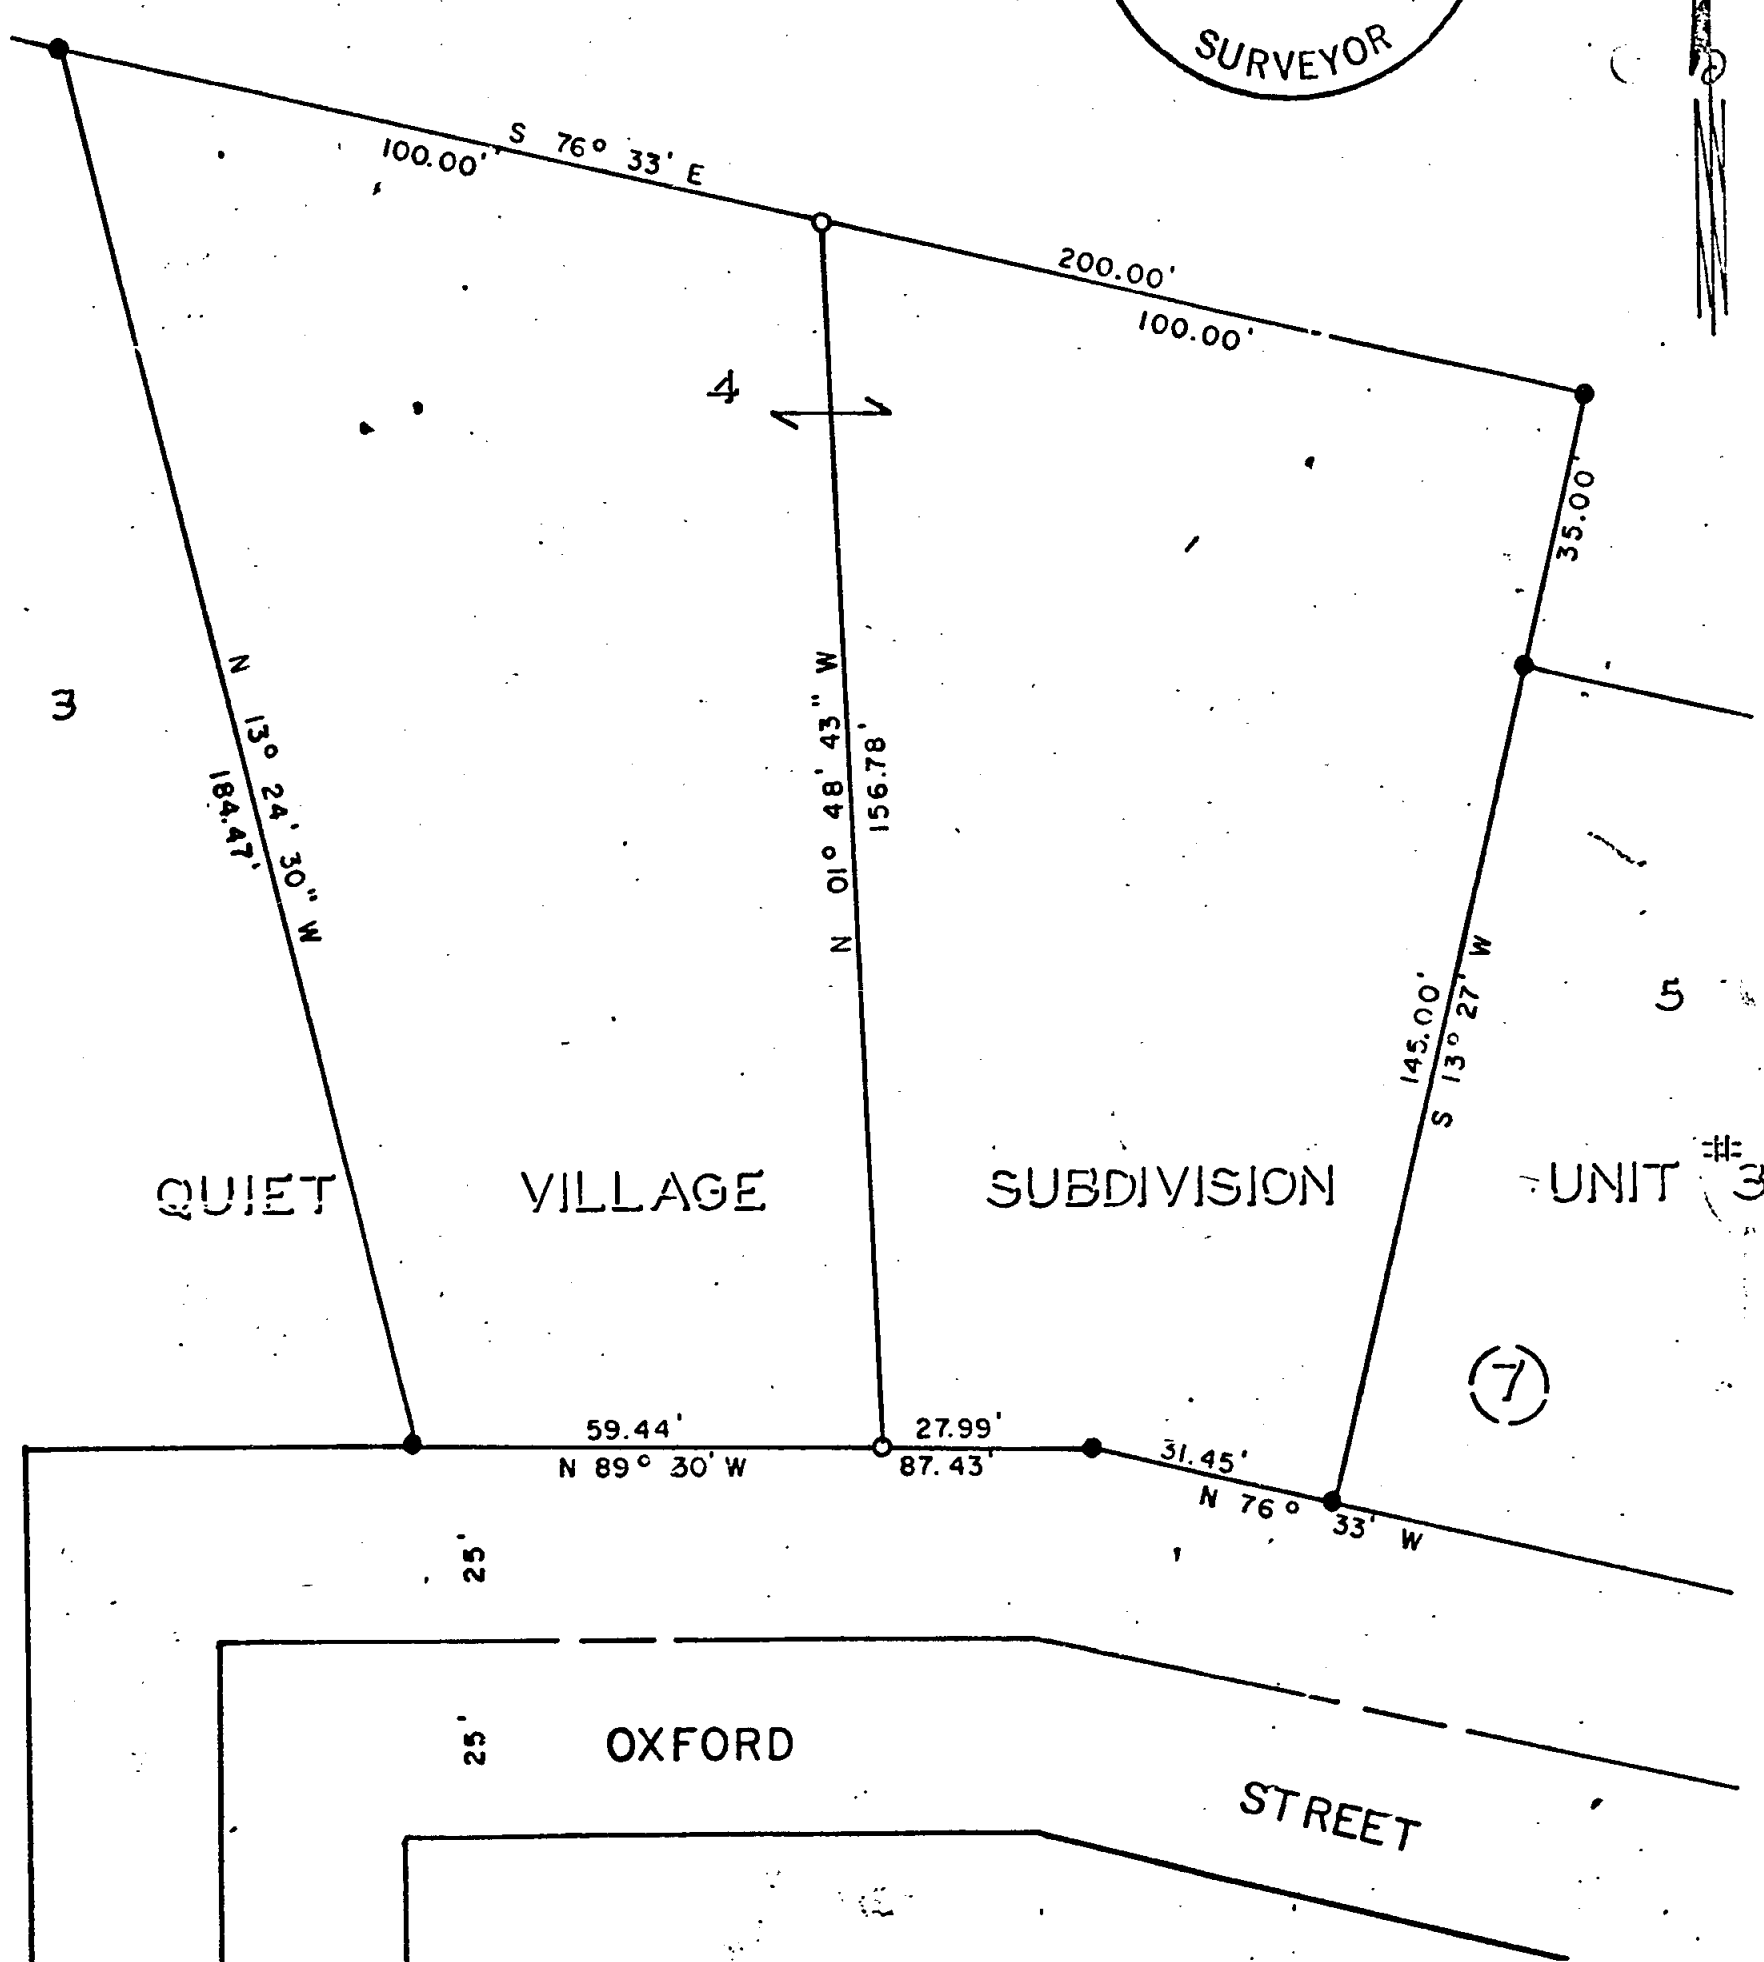 SURVEYOR
S 76° 33' E
100.00'
200.00'
100.00'
4
35.00'
3
N 13° 24' 30" W
184.47'
N 01° 48' 43" W
156.78'
145.00'
S 13° 27' W
5
QUIET VILLAGE SUBDIVISION UNIT #3
7
59.44'
N 89° 30' W
27.99'
87.43'
31.45'
N 76° 33' W
25'
25'
OXFORD STREET